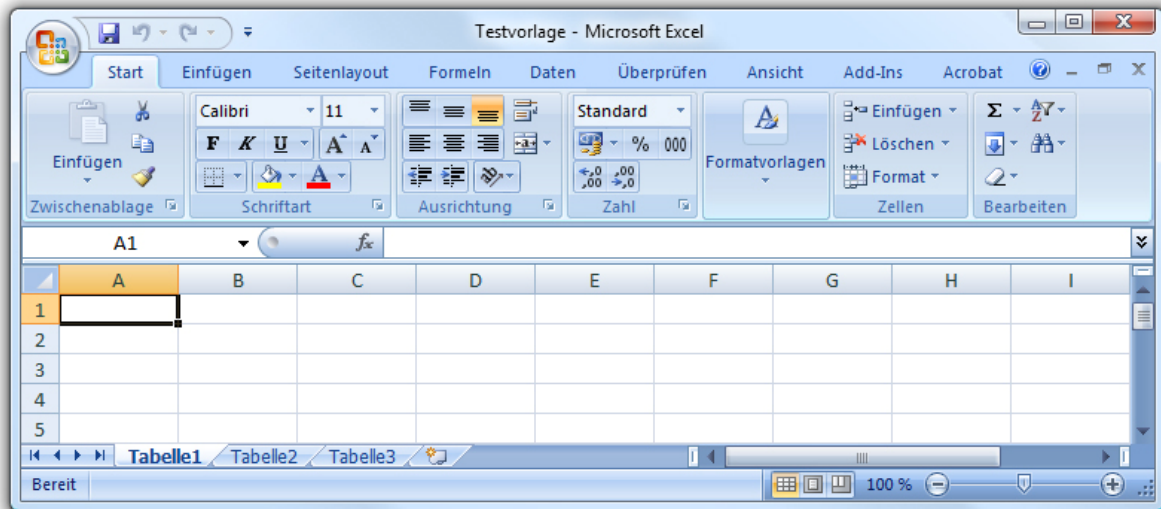 Testvorlage - Microsoft Excel
Start Einfügen Seitenlayout Formeln Daten Überprüfen Ansicht Add-Ins Acrobat
Calibri 11 Standard Einfügen Σ
F K U A A % 000 Löschen
Einfügen A Formatvorlagen Format
Zwischenablage Schriftart Ausrichtung Zahl Zellen Bearbeiten
A1 fx
A B C D E F G H I
1
2
3
4
5
Tabelle1 Tabelle2 Tabelle3
Bereit 100 %